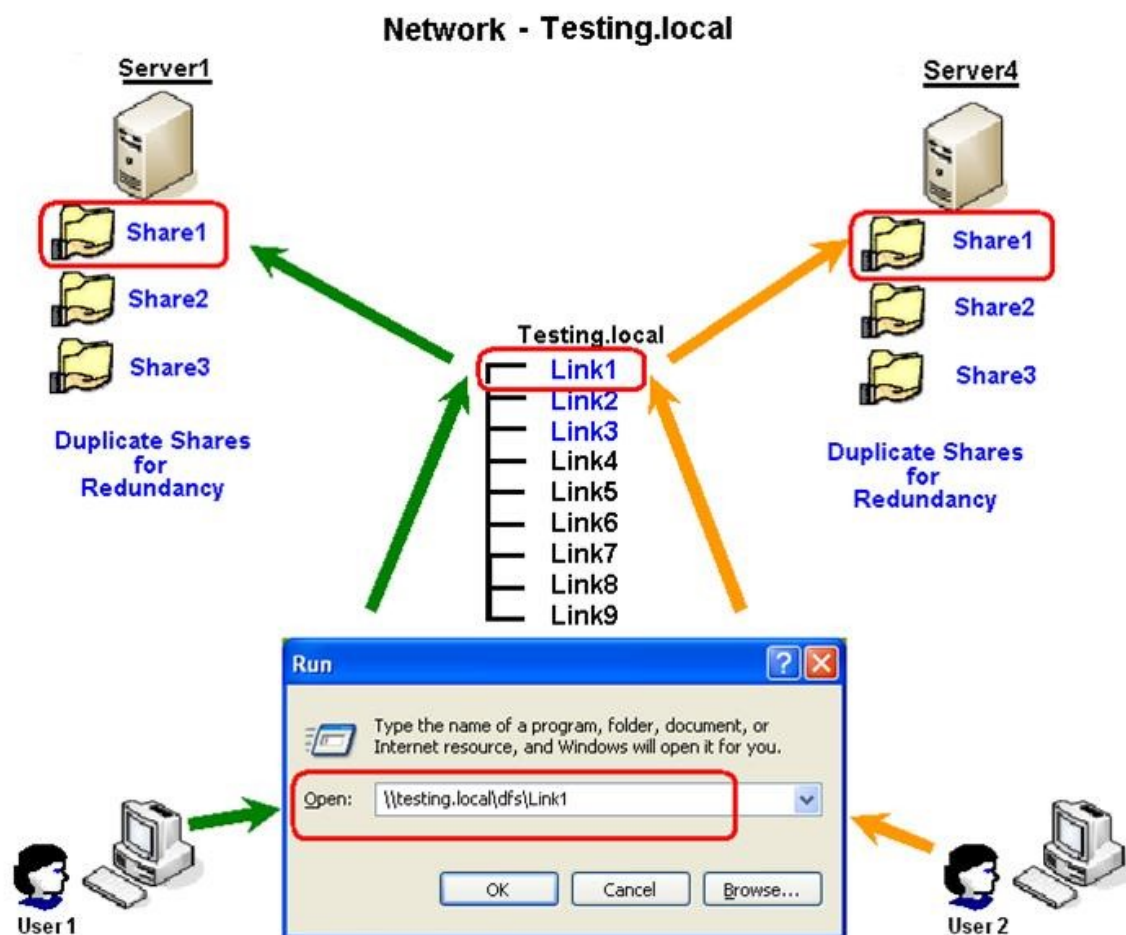 Network - Testing.local
Server1
Share1
Share2
Share3
Duplicate Shares
for
Redundancy
Server4
Share1
Share2
Share3
Duplicate Shares
for
Redundancy
Testing.local
Link1
Link2
Link3
Link4
Link5
Link6
Link7
Link8
Link9
Run
Type the name of a program, folder, document, or
Internet resource, and Windows will open it for you.
Open: \\testing.local\dfs\Link1
OK Cancel Browse...
User 1
User 2